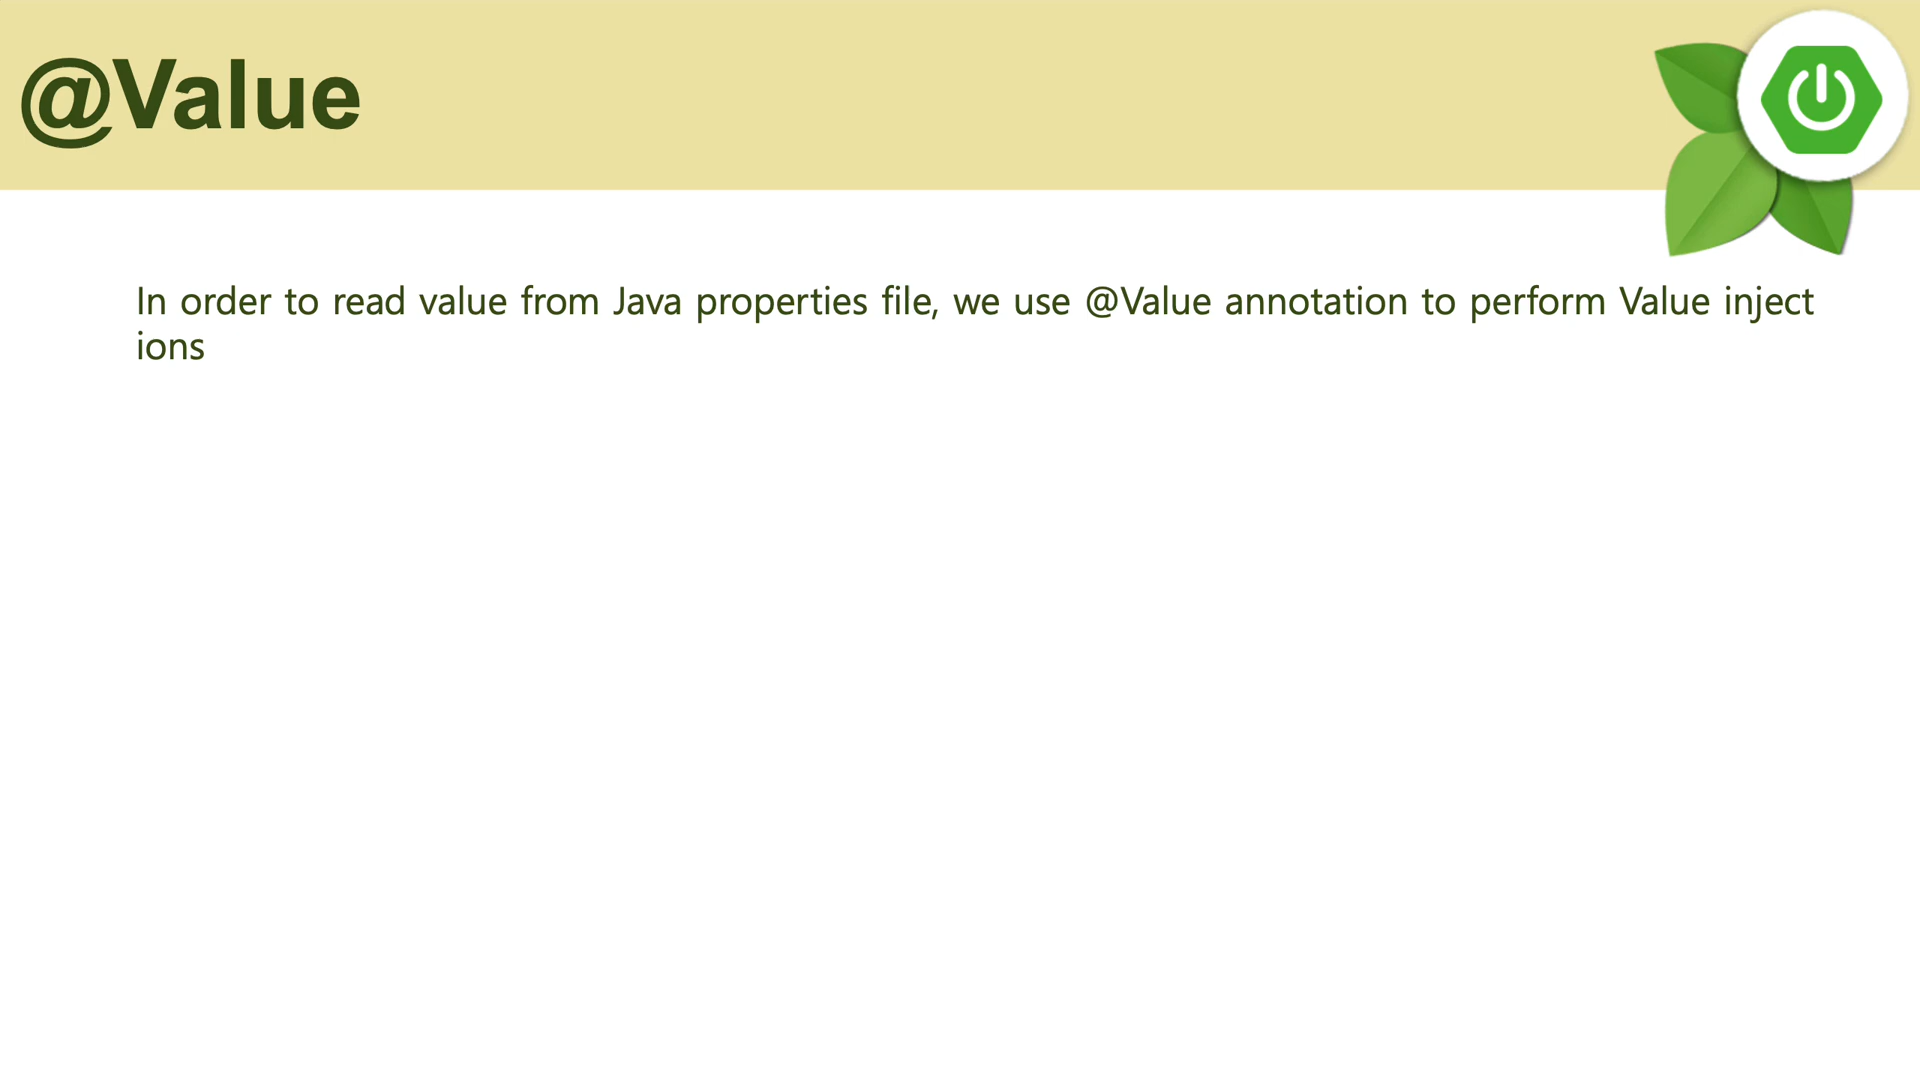 @Value
In order to read value from Java properties file, we use @Value annotation to perform Value inject
ions